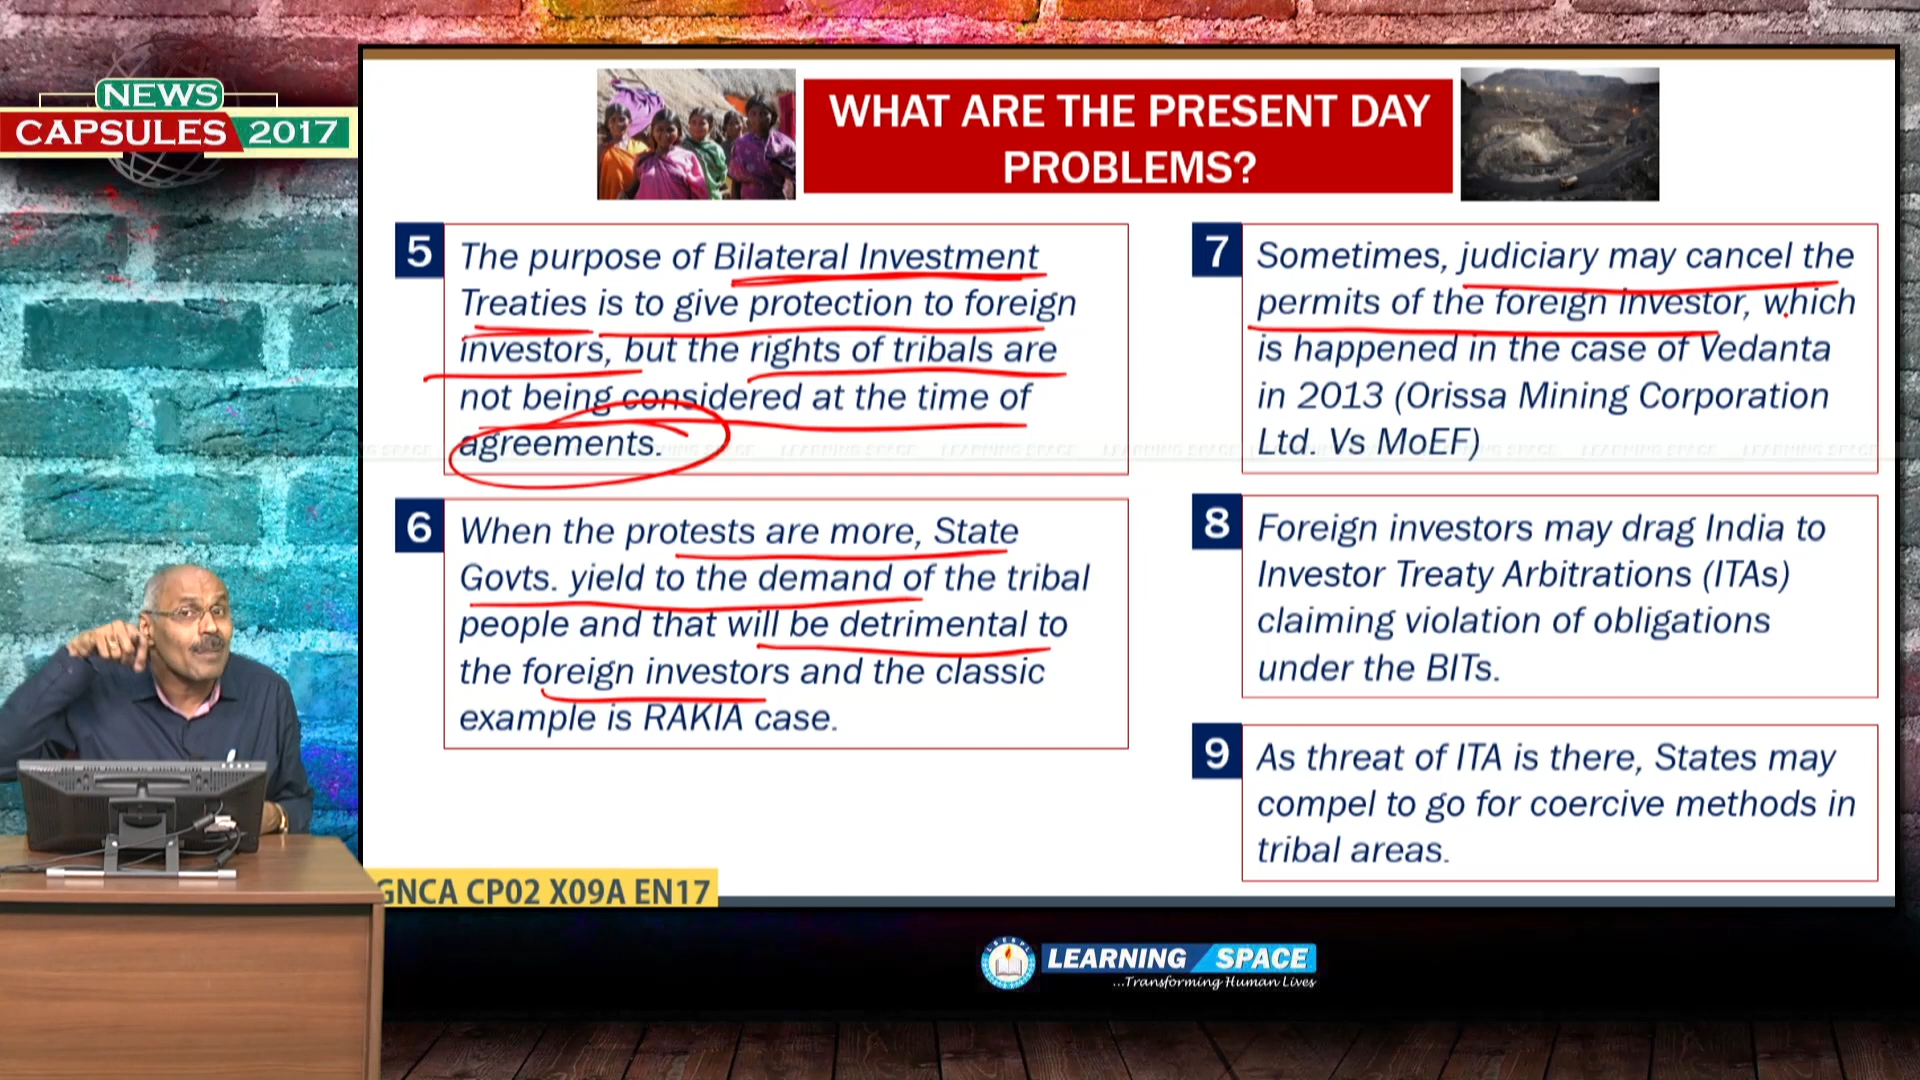 NEWS
CAPSULES 2017
WHAT ARE THE PRESENT DAY
PROBLEMS?
5
The purpose of Bilateral Investment
Treaties is to give protection to foreign
investors, but the rights of tribals are
not being considered at the time of
agreements.
6
When the protests are more, State
Govts. yield to the demand of the tribal
people and that will be detrimental to
the foreign investors and the classic
example is RAKIA case.
7
Sometimes, judiciary may cancel the
permits of the foreign investor, which
is happened in the case of Vedanta
in 2013 (Orissa Mining Corporation
Ltd. Vs MoEF)
8
Foreign investors may drag India to
Investor Treaty Arbitrations (ITAs)
claiming violation of obligations
under the BITs.
9
As threat of ITA is there, States may
compel to go for coercive methods in
tribal areas.
GNCA CP02 X09A EN17
LEARNING SPACE
...Transforming Human Lives